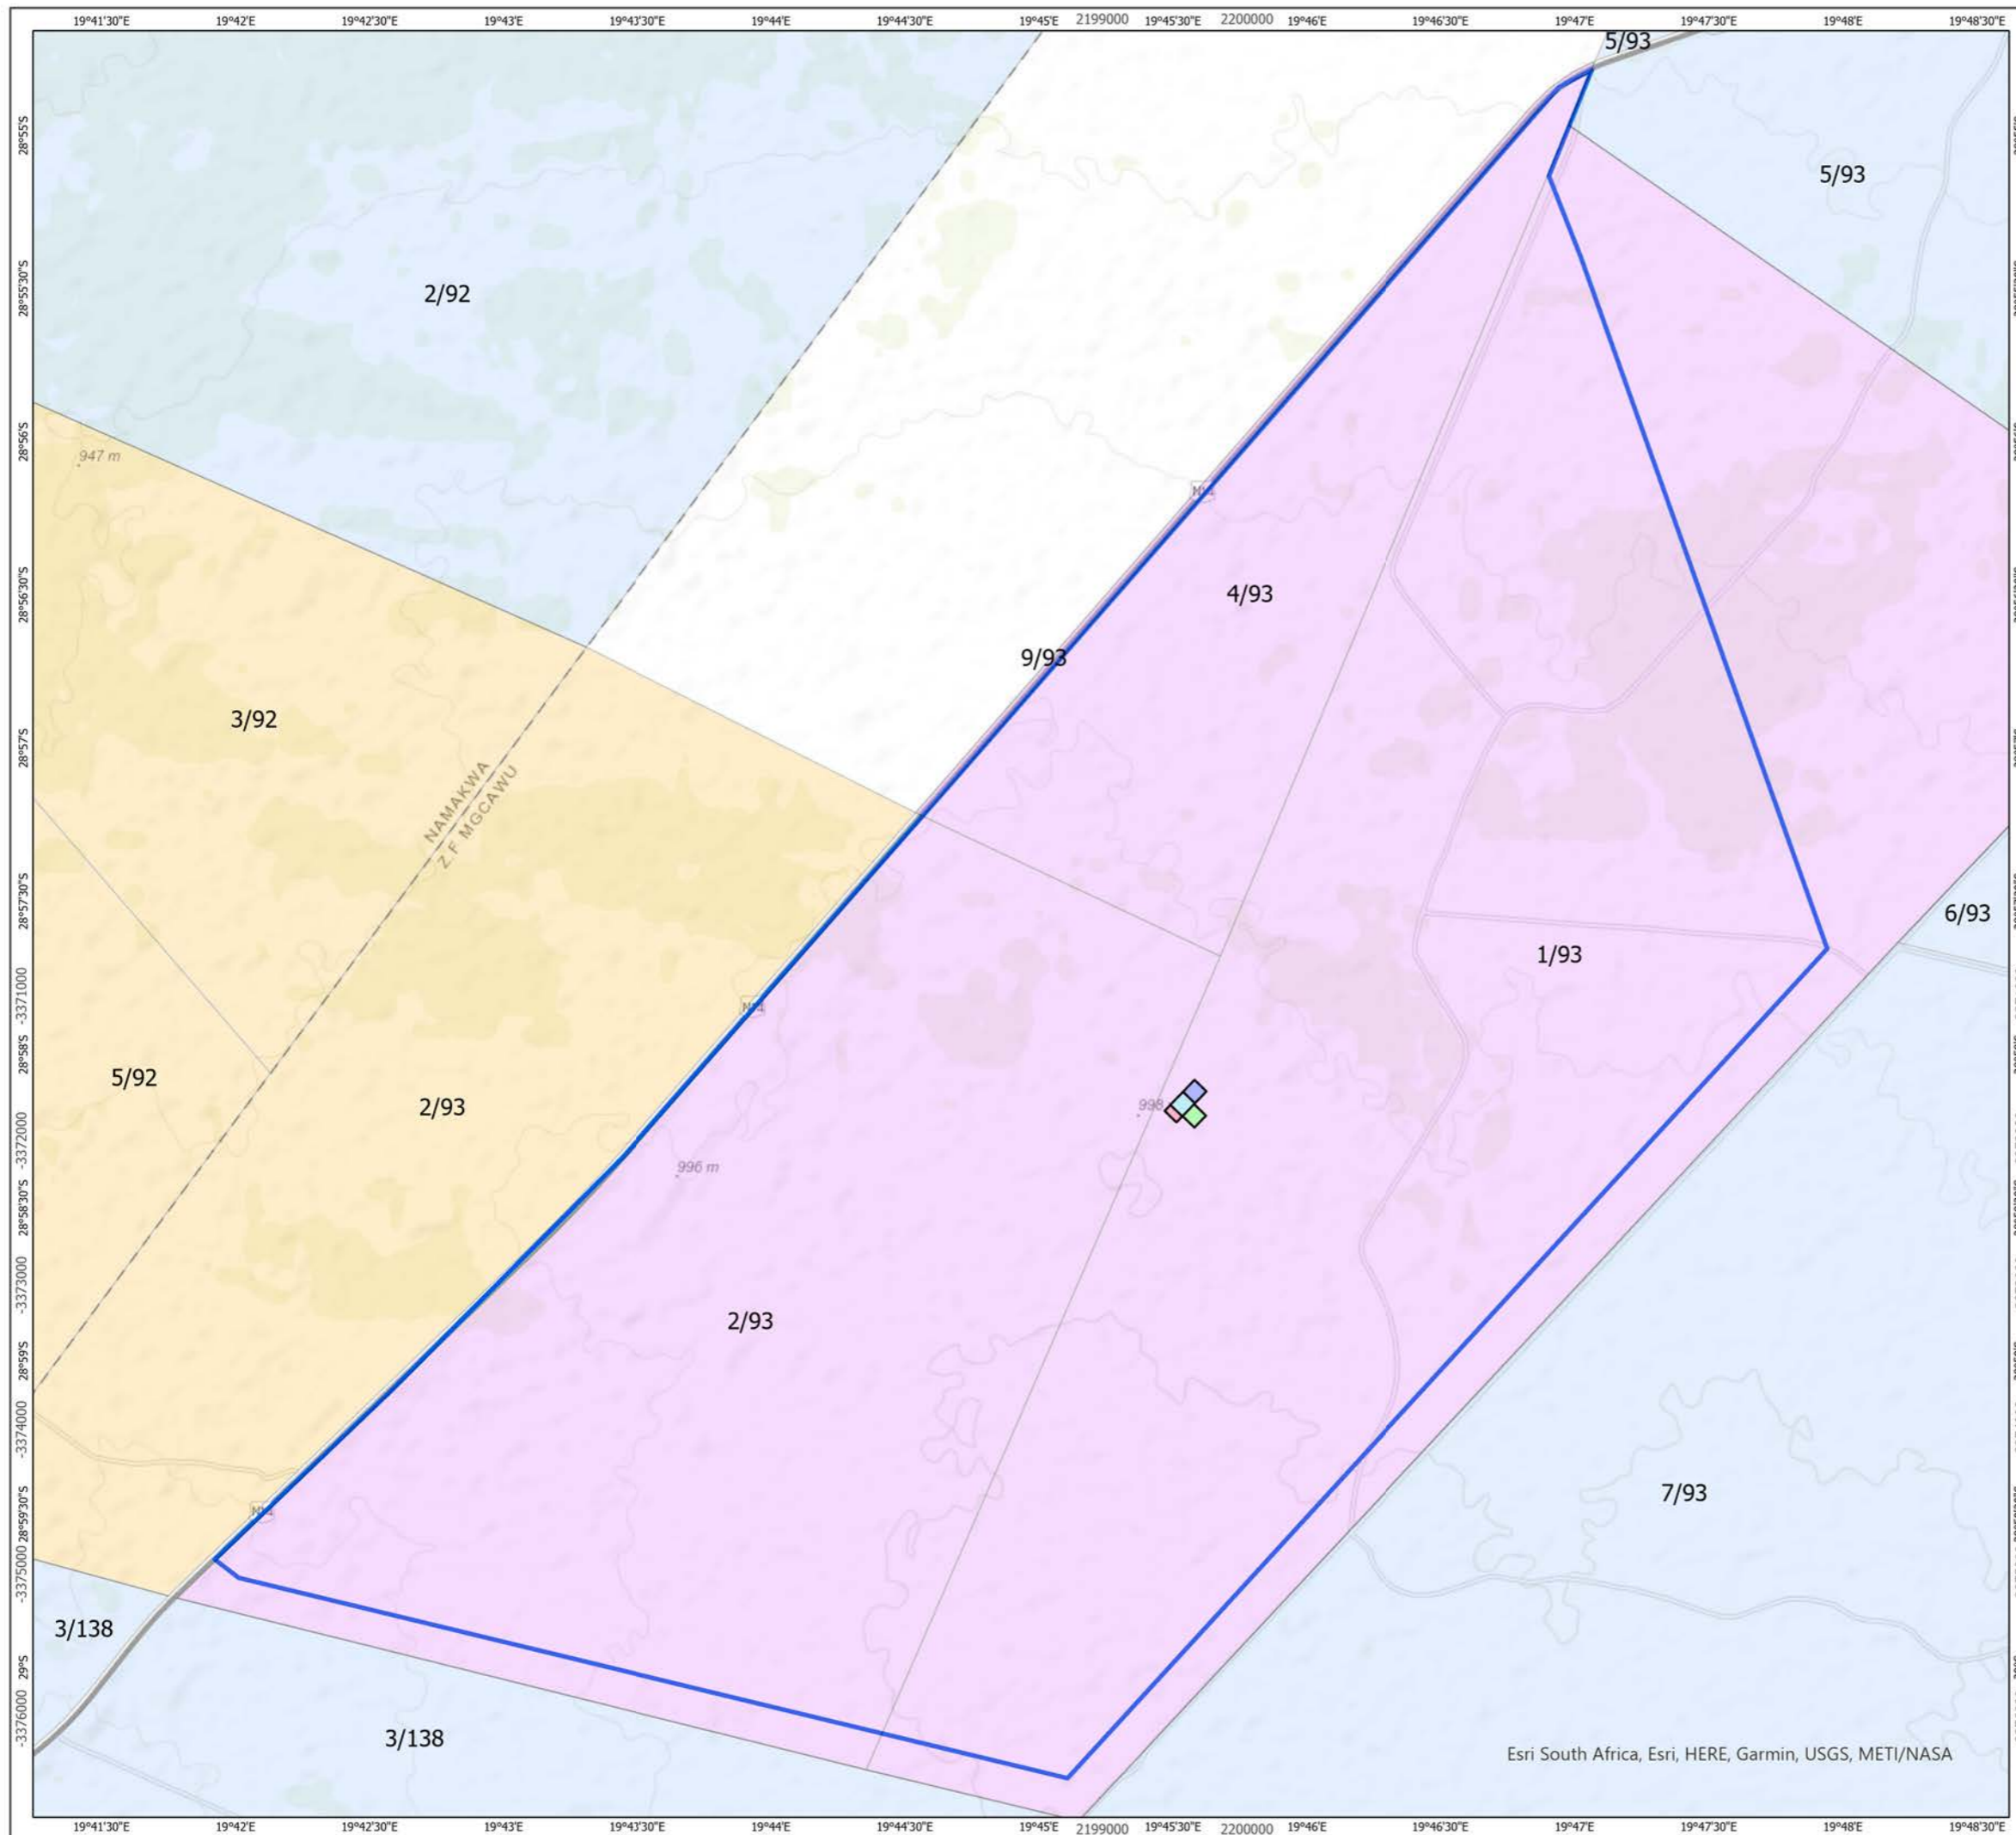 19°41'30"E 19°42'E 19°42'30"E 19°43'E 19°43'30"E 19°44'E 19°44'30"E 19°45'E 2199000 19°45'30"E 2200000 19°46'E 19°46'30"E 19°47'E 19°47'30"E 19°48'E 19°48'30"E
5/93
28°55'S
5/93
28°55'30"S
2/92
28°56'S
947 m
28°56'30"S
4/93
9/93
3/92
28°57'S
NAMAKWA
Z.F. MGCAWU
28°57'30"S
6/93
1/93
-3371000
28°58'S
5/92
2/93
998
-3372000
996 m
28°58'30"S
-3373000
2/93
28°59'S
-3374000
7/93
28°59'30"S
-3375000
3/138
29°S
-3376000
3/138
Esri South Africa, Esri, HERE, Garmin, USGS, METI/NASA
19°41'30"E 19°42'E 19°42'30"E 19°43'E 19°43'30"E 19°44'E 19°44'30"E 19°45'E 2199000 19°45'30"E 2200000 19°46'E 19°46'30"E 19°47'E 19°47'30"E 19°48'E 19°48'30"E